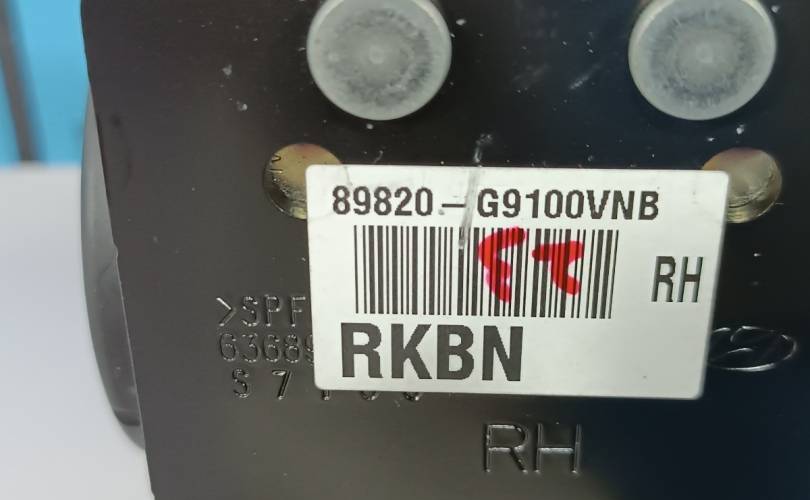 89820-G9100VNB
RH
RKBN
>SPF
RH